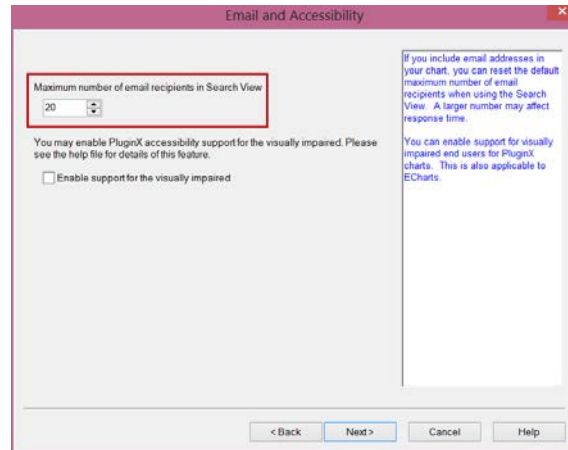 Email and Accessibility
Maximum number of email recipients in Search View
20
You may enable PluginX accessibility support for the visually impaired. Please
see the help file for details of this feature.
Enable support for the visually impaired
If you include email addresses in
your chart, you can reset the default
maximum number of email
recipients when using the Search
View. A larger number may affect
response time.
You can enable support for visually
impaired end users for PluginX
charts. This is also applicable to
ECharts.
< Back
Next >
Cancel
Help